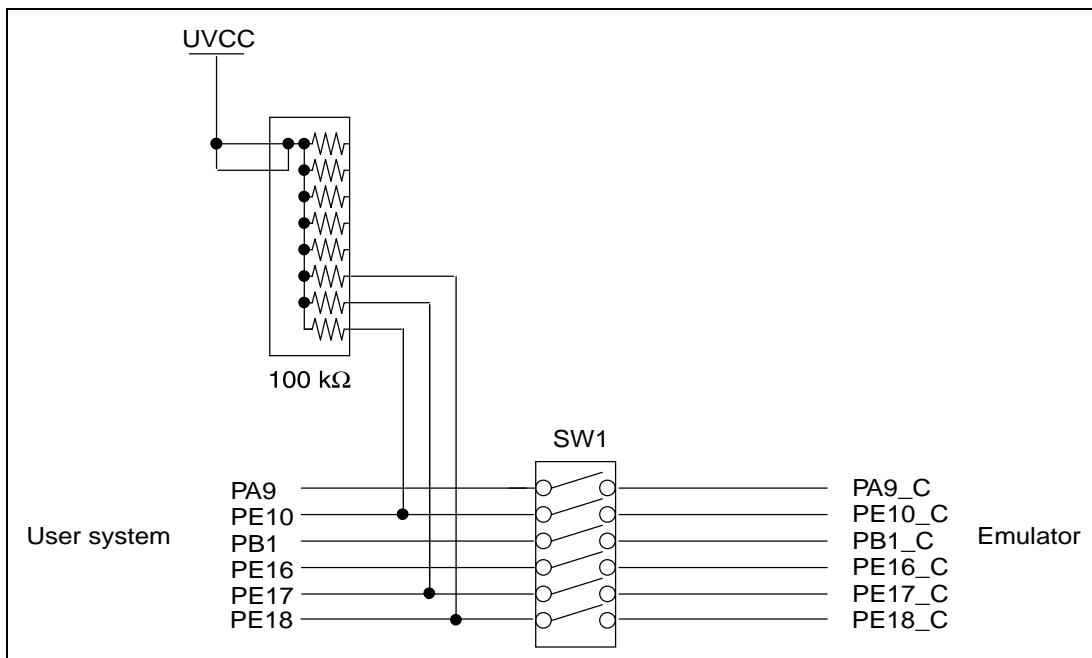 UVCC
100 kΩ
SW1
User system
PA9
PE10
PB1
PE16
PE17
PE18
PA9_C
PE10_C
PB1_C
PE16_C
PE17_C
PE18_C
Emulator